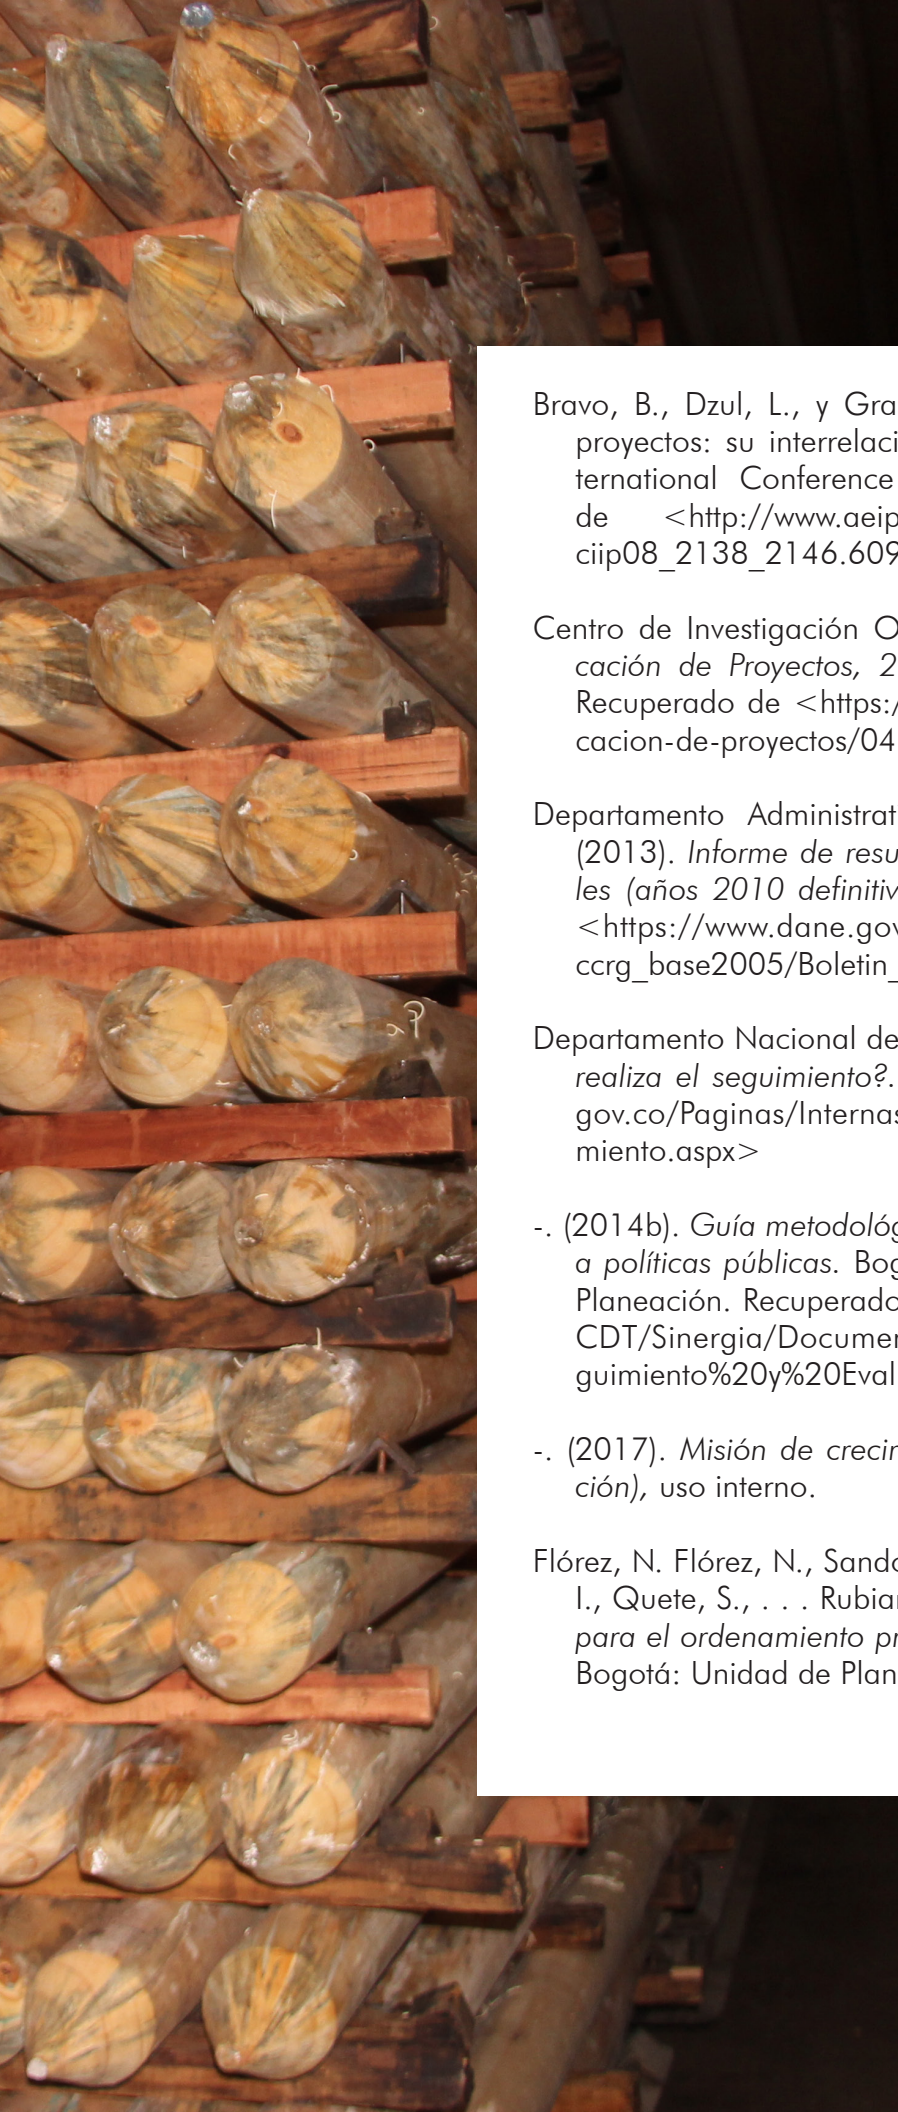 Bravo, B., Dzul, L., y Gra
proyectos: su interrelaci
ternational Conference
de <http://www.aeip
ciip08_2138_2146.609
Centro de Investigación O
cación de Proyectos, 2
Recuperado de <https:/
cacion-de-proyectos/04
Departamento Administrat
(2013). Informe de resu
les (años 2010 definitiv
<https://www.dane.gov
ccrg_base2005/Boletin_
Departamento Nacional de
realiza el seguimiento?.
gov.co/Paginas/Internas
miento.aspx>
-. (2014b). Guía metodológ
a políticas públicas. Bog
Planeación. Recuperado
CDT/Sinergia/Documen
guimiento%20y%20Eval
-. (2017). Misión de crecim
ción), uso interno.
Flórez, N. Flórez, N., Sando
I., Quete, S., . . . Rubian
para el ordenamiento pr
Bogotá: Unidad de Plan